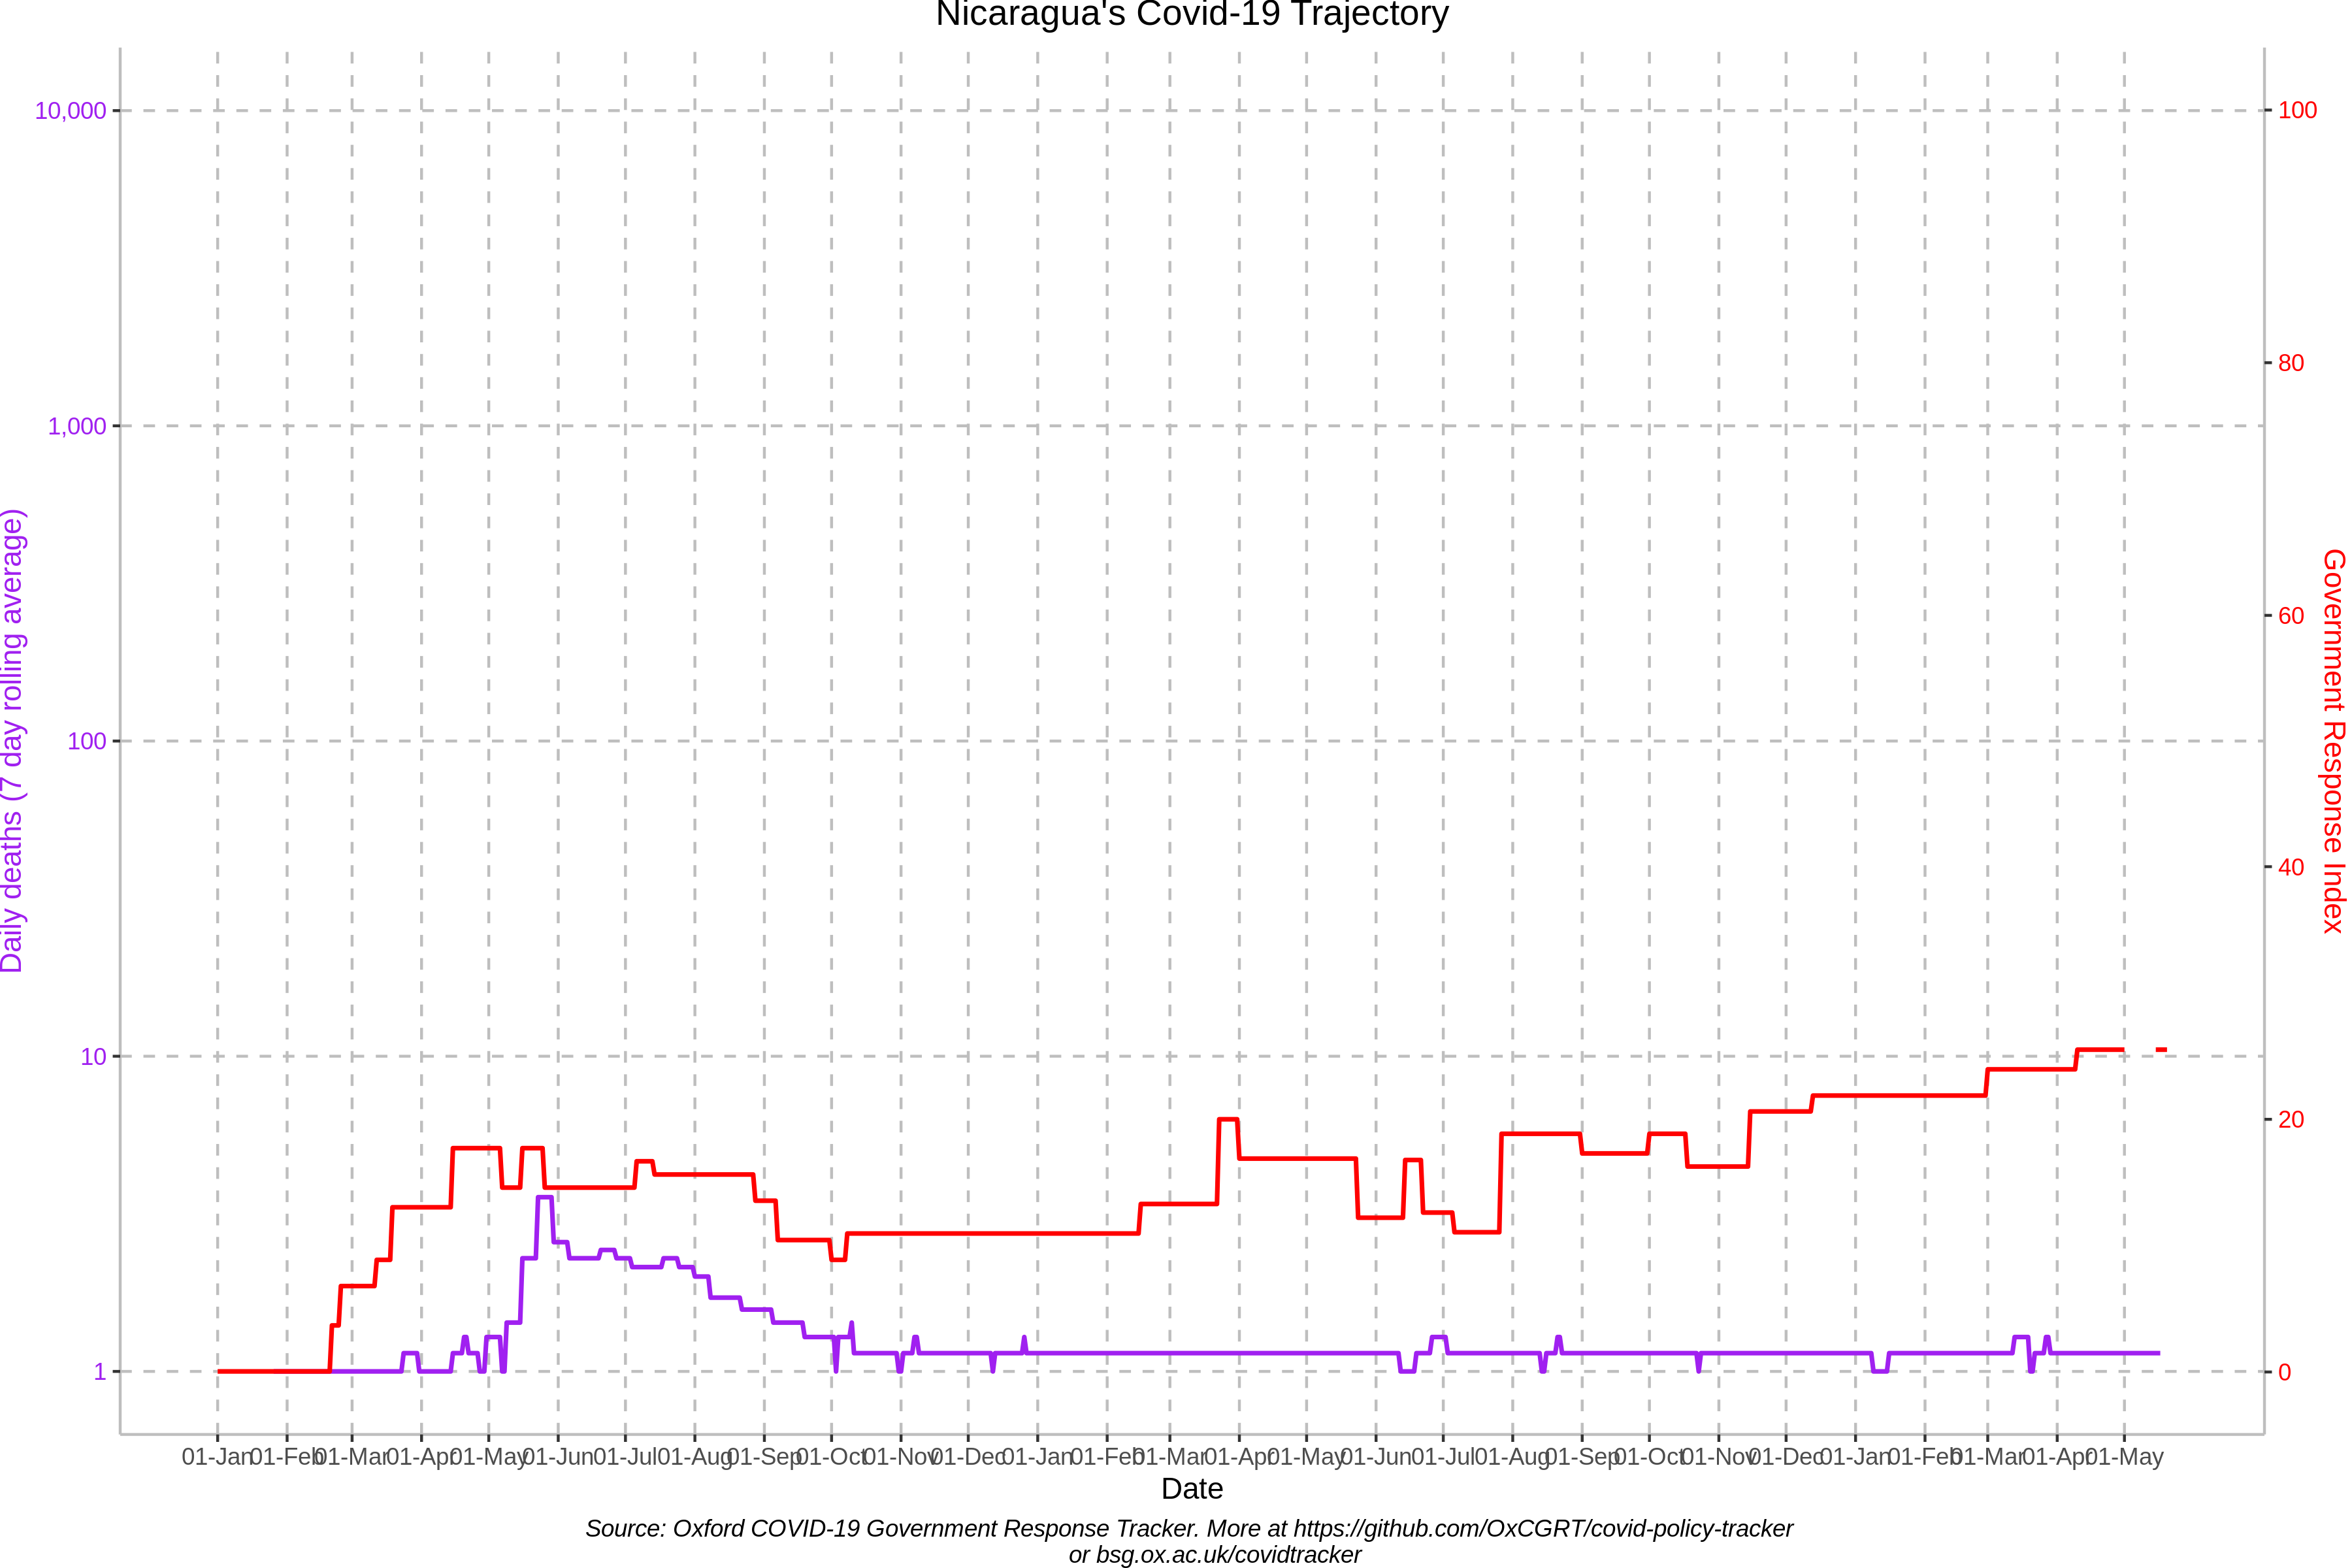 Nicaragua's Covid-19 Trajectory
10,000
1,000
100
10
1
Daily deaths (7 day rolling average)
100
80
60
40
20
0
Government Response Index
01-Jan 01-Feb 01-Mar 01-Apr 01-May 01-Jun 01-Jul 01-Aug 01-Sep 01-Oct 01-Nov 01-Dec 01-Jan 01-Feb 01-Mar 01-Apr 01-May 01-Jun 01-Jul 01-Aug 01-Sep 01-Oct 01-Nov 01-Dec 01-Jan 01-Feb 01-Mar 01-Apr 01-May
Date
Source: Oxford COVID-19 Government Response Tracker. More at https://github.com/OxCGRT/covid-policy-tracker
or bsg.ox.ac.uk/covidtracker